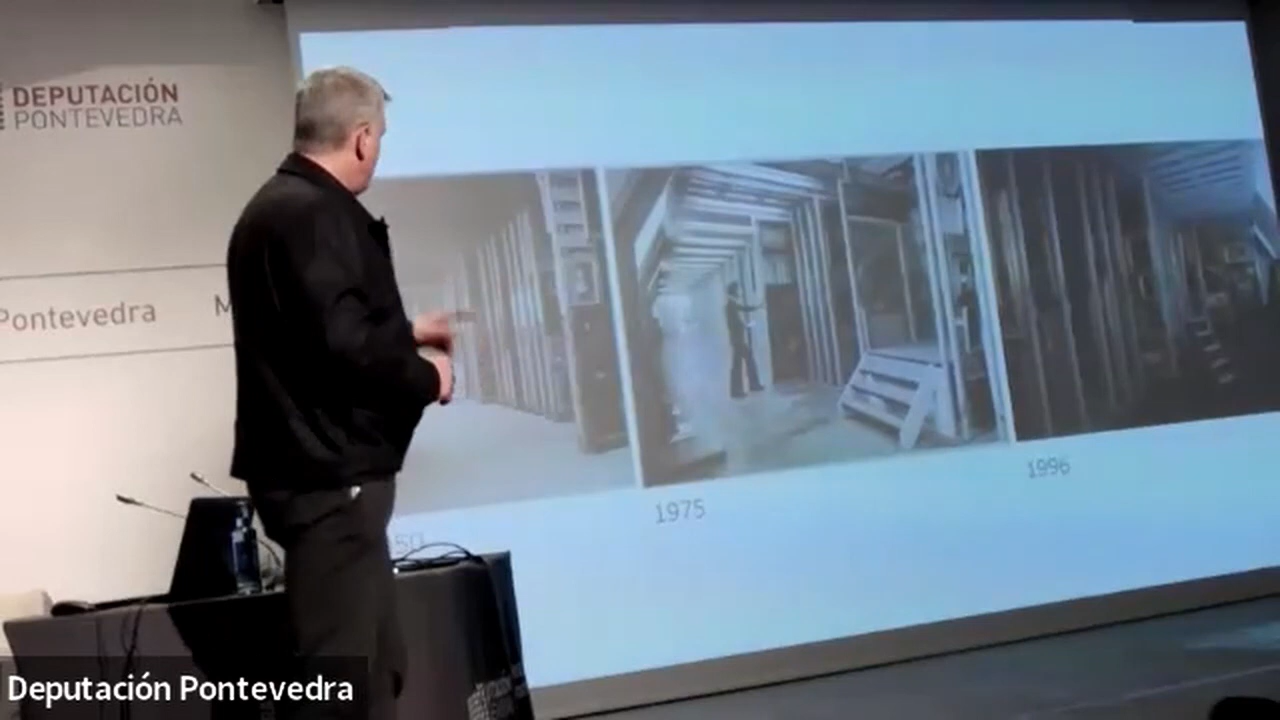 DEPUTACIÓN
PONTEVEDRA
Pontevedra
1975
1996
Deputación Pontevedra